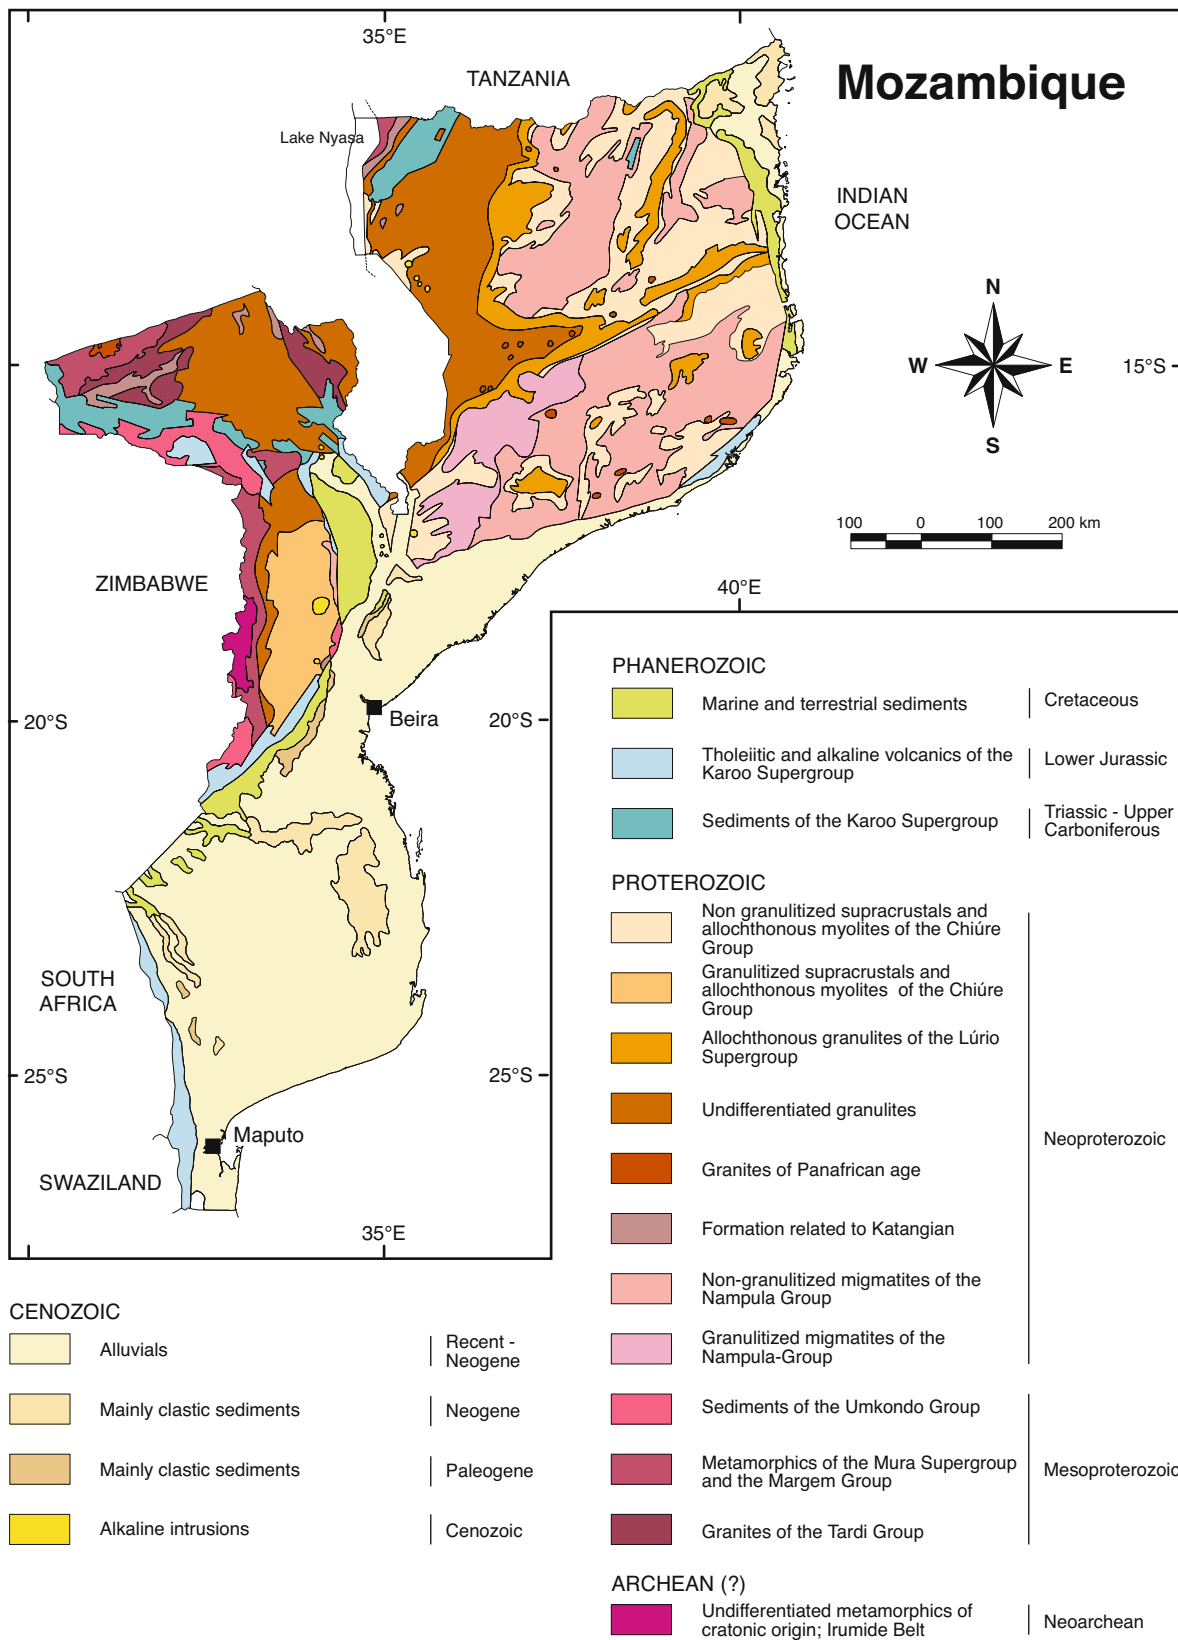 35°E
TANZANIA
Mozambique
Lake Nyasa
INDIAN
OCEAN
N
W
E
S
15°S
100
0
100
200 km
ZIMBABWE
40°E
20°S
Beira
20°S
SOUTH
AFRICA
25°S
25°S
Maputo
SWAZILAND
35°E
PHANEROZOIC
Marine and terrestrial sediments
Cretaceous
Tholeiitic and alkaline volcanics of the
Karoo Supergroup
Lower Jurassic
Sediments of the Karoo Supergroup
Triassic - Upper
Carboniferous
PROTEROZOIC
Non granulitized supracrustals and
allochthonous myolites of the Chiúre
Group
Granulitized supracrustals and
allochthonous myolites of the Chiúre
Group
Allochthonous granulites of the Lúrio
Supergroup
Undifferentiated granulites
Neoproterozoic
Granites of Panafrican age
Formation related to Katangian
Non-granulitized migmatites of the
Nampula Group
Granulitized migmatites of the
Nampula-Group
Sediments of the Umkondo Group
Metamorphics of the Mura Supergroup
and the Margem Group
Mesoproterozoic
Granites of the Tardi Group
ARCHEAN (?)
Undifferentiated metamorphics of
cratonic origin; Irumide Belt
Neoarchean
CENOZOIC
Alluvials
Recent -
Neogene
Mainly clastic sediments
Neogene
Mainly clastic sediments
Paleogene
Alkaline intrusions
Cenozoic